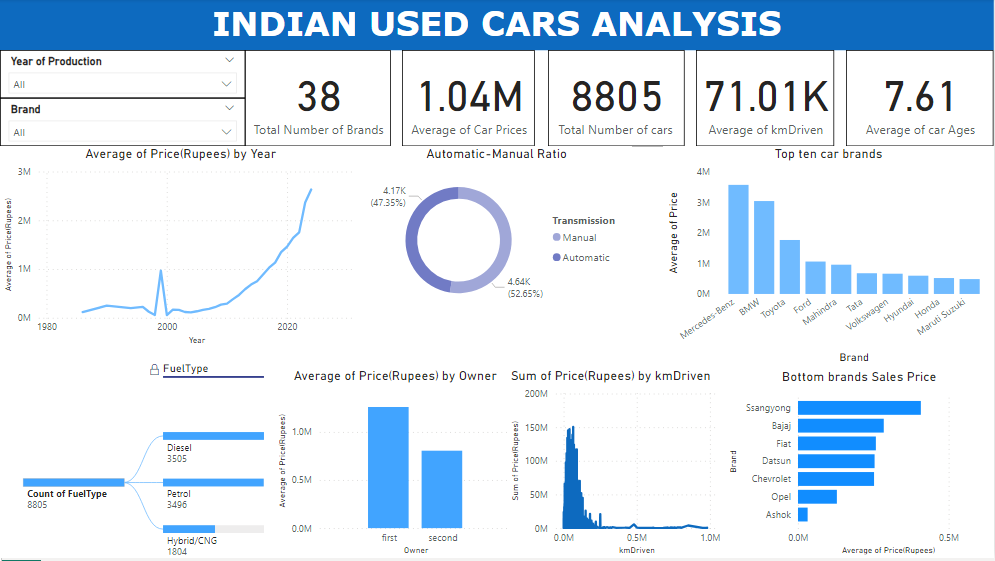 INDIAN USED CARS ANALYSIS
Year of Production
All
Brand
All
38
Total Number of Brands
1.04M
Average of Car Prices
8805
Total Number of cars
71.01K
Average of kmDriven
7.61
Average of car Ages
Average of Price(Rupees) by Year
Average of Price(Rupees)
3M
2M
1M
0M
1980
2000
2020
Year
Automatic-Manual Ratio
4.17K
(47.35%)
4.64K
(52.65%)
Transmission
Manual
Automatic
Top ten car brands
Average of Price
4M
3M
2M
1M
0M
Mercedes-Benz
BMW
Toyota
Ford
Mahindra
Tata
Volkswagen
Hyundai
Honda
Maruti Suzuki
Brand
FuelType
Count of FuelType
8805
Diesel
3505
Petrol
3496
Hybrid/CNG
1804
Average of Price(Rupees) by Owner
Average of Price(Rupees)
1.0M
0.5M
0.0M
first
second
Owner
Sum of Price(Rupees) by kmDriven
Sum of Price(Rupees)
200M
150M
100M
50M
0M
0.0M
0.5M
1.0M
kmDriven
Bottom brands Sales Price
Brand
Ssangyong
Bajaj
Fiat
Datsun
Chevrolet
Opel
Ashok
0.0M
0.5M
Average of Price(Rupees)